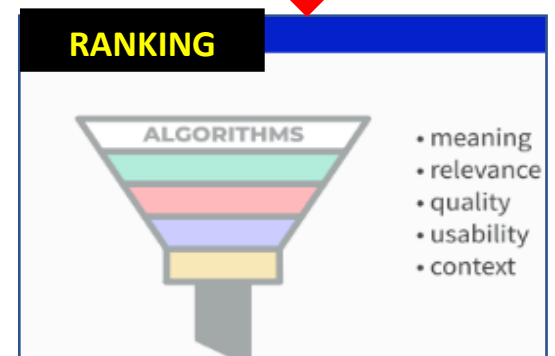 RANKING
ALGORITHMS
• meaning
• relevance
• quality
• usability
• context